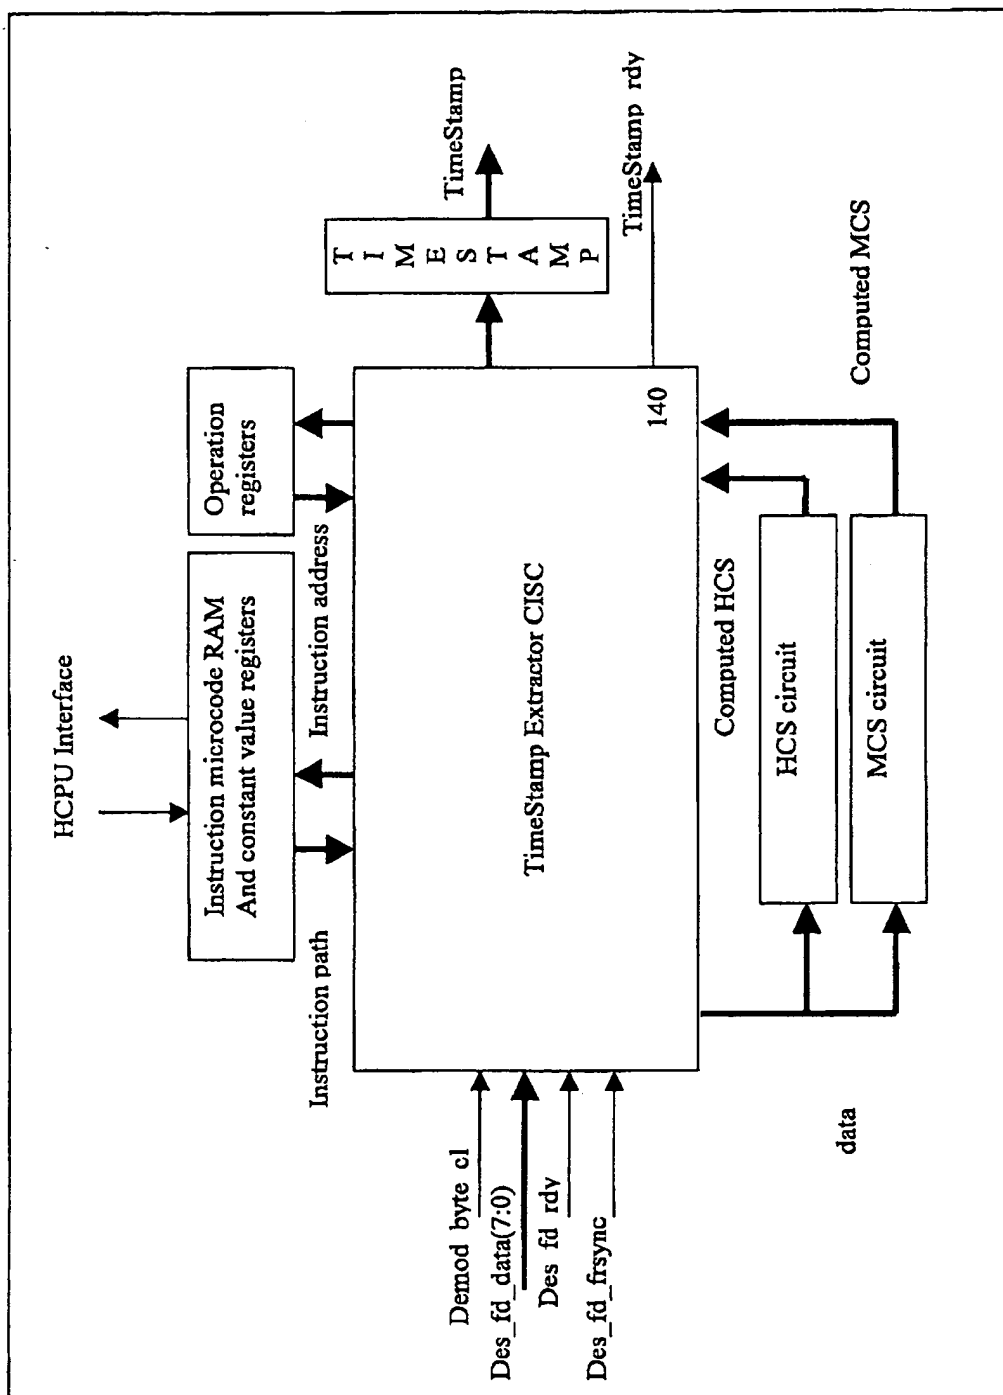 HCPU Interface
Instruction microcode RAM
And constant value registers
Operation
registers
Instruction path
Instruction address
Demod byte cl
Des_fd_data(7:0)
Des fd rdy
Des_fd_frsync
TimeStamp Extractor CISC
140
TIMESTAMP
TimeStamp
TimeStamp rdy
data
Computed HCS
HCS circuit
MCS circuit
Computed MCS